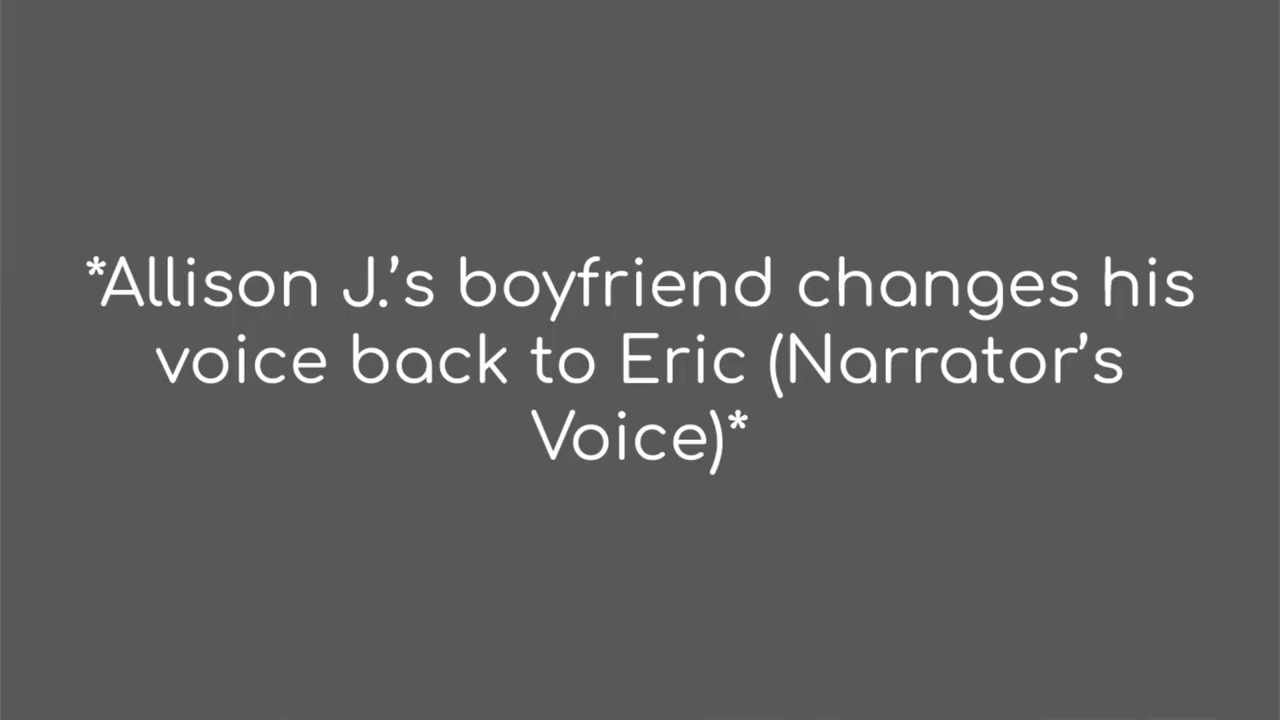 *Allison J.’s boyfriend changes his
voice back to Eric (Narrator’s
Voice)*